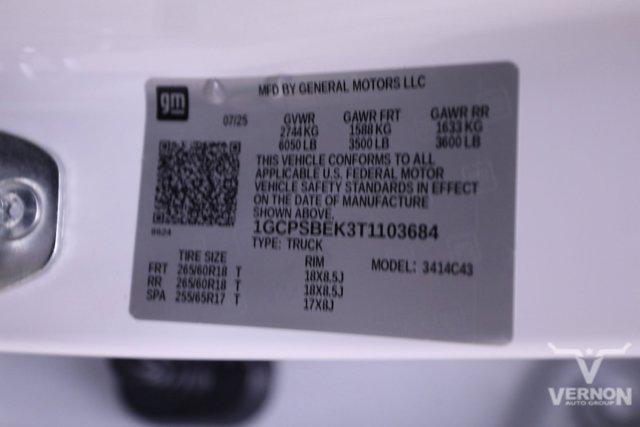 gm
MFD BY GENERAL MOTORS LLC
07/25
GVWR GAWR FRT GAWR RR
2744 KG 1588 KG 1633 KG
6050 LB 3500 LB 3600 LB
THIS VEHICLE CONFORMS TO ALL
APPLICABLE U.S. FEDERAL MOTOR
VEHICLE SAFETY STANDARDS IN EFFECT
ON THE DATE OF MANUFACTURE
SHOWN ABOVE.
8624
1GCPSBEK3T1103684
TYPE: TRUCK
TIRE SIZE RIM MODEL: 3414C43
FRT 265/60R18 T 18X8.5J
RR 265/60R18 T 18X8.5J
SPA 255/65R17 T 17X8J
VERNON
AUTO GROUP